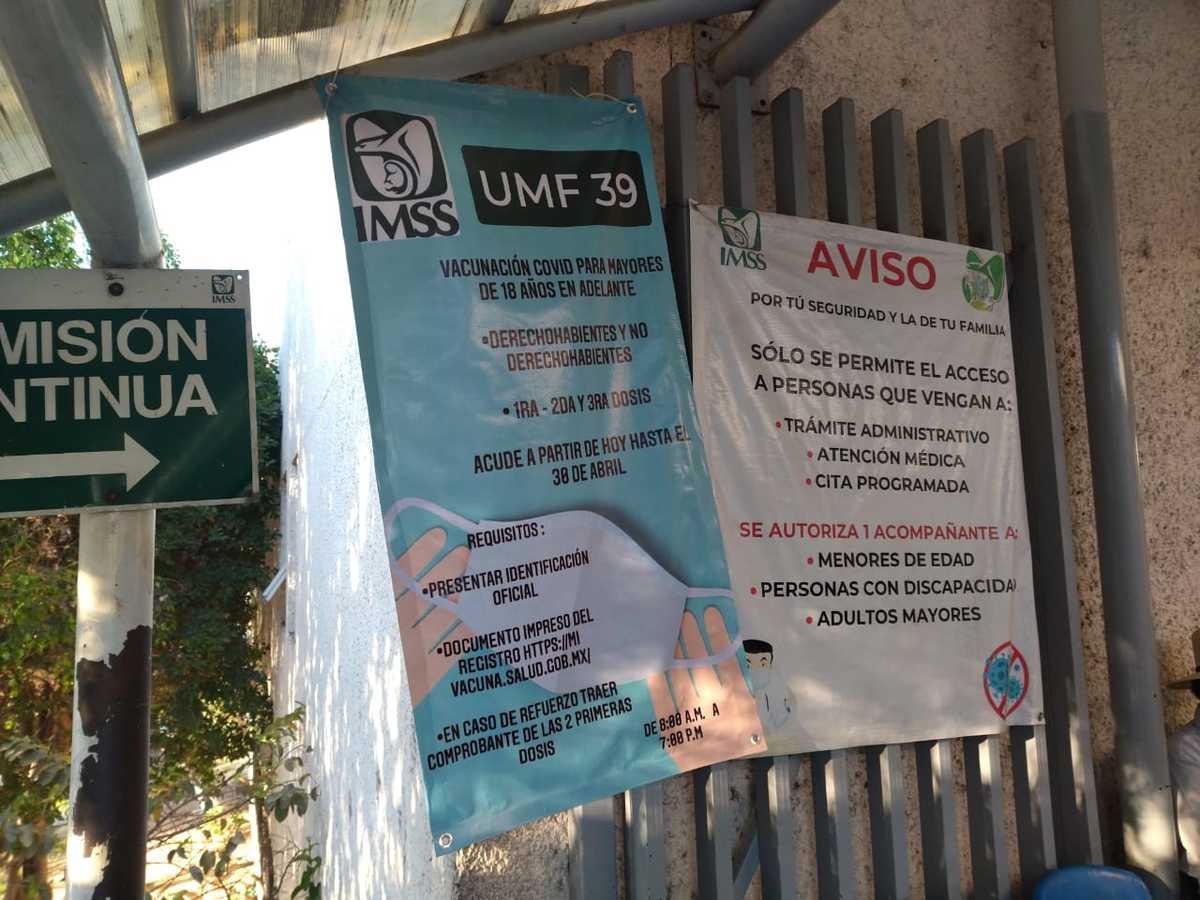 IMSS
MISIÓN
NTINUA
IMSS
UMF 39
VACUNACIÓN COVID PARA MAYORES
DE 18 AÑOS EN ADELANTE
•DERECHOHABIENTES Y NO
DERECHOHABIENTES
• 1RA - 2DA Y 3RA DOSIS
ACUDE A PARTIR DE HOY HASTA EL
30 DE ABRIL
REQUISITOS :
•PRESENTAR IDENTIFICACIÓN
OFICIAL
•DOCUMENTO IMPRESO DEL
REGISTRO HTTPS://MI
VACUNA.SALUD.GOB.MX/
•EN CASO DE REFUERZO TRAER
COMPROBANTE DE LAS 2 PRIMERAS
DOSIS
DE 8:00 A.M. A
7:00 P.M
IMSS
AVISO
POR TÚ SEGURIDAD Y LA DE TU FAMILIA
SÓLO SE PERMITE EL ACCESO
A PERSONAS QUE VENGAN A:
• TRÁMITE ADMINISTRATIVO
• ATENCIÓN MÉDICA
• CITA PROGRAMADA
SE AUTORIZA 1 ACOMPAÑANTE A:
• MENORES DE EDAD
• PERSONAS CON DISCAPACIDAD
• ADULTOS MAYORES